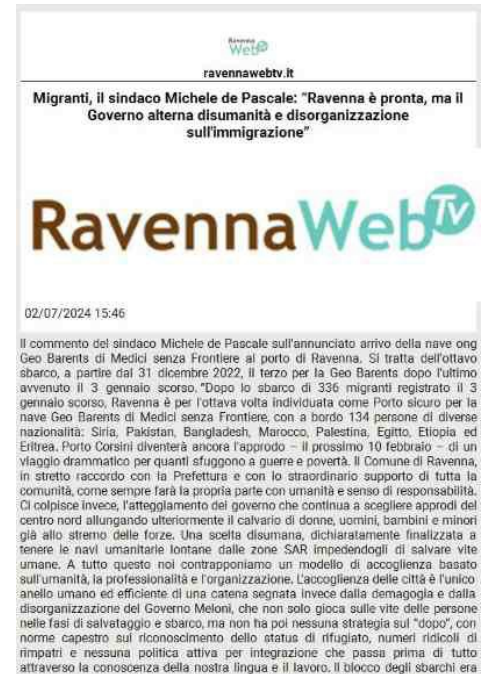 Ravenna
WebTv
ravennawebtv.it
Migranti, il sindaco Michele de Pascale: “Ravenna è pronta, ma il
Governo alterna disumanità e disorganizzazione
sull'immigrazione”
RavennaWebTv
02/07/2024 15:46
Il commento del sindaco Michele de Pascale sull'annunciato arrivo della nave ong
Geo Barents di Medici senza Frontiere al porto di Ravenna. Si tratta dell'ottavo
sbarco, a partire dal 31 dicembre 2022, il terzo per la Geo Barents dopo l'ultimo
avvenuto il 3 gennaio scorso. “Dopo lo sbarco di 336 migranti registrato il 3
gennaio scorso, Ravenna è per l'ottava volta individuata come Porto sicuro per la
nave Geo Barents di Medici senza Frontiere, con a bordo 134 persone di diverse
nazionalità: Siria, Pakistan, Bangladesh, Marocco, Palestina, Egitto, Etiopia ed
Eritrea. Porto Corsini diventerà ancora l'approdo – il prossimo 10 febbraio – di un
viaggio drammatico per quanti sfuggono a guerre e povertà. Il Comune di Ravenna,
in stretto raccordo con la Prefettura e con lo straordinario supporto di tutta la
comunità, come sempre farà la propria parte con umanità e senso di responsabilità.
Ci colpisce invece, l'atteggiamento del governo che continua a scegliere approdi del
centro nord allungando ulteriormente il calvario di donne, uomini, bambini e minori
già allo stremo delle forze. Una scelta disumana, dichiaratamente finalizzata a
tenere le navi umanitarie lontane dalle zone SAR impedendogli di salvare vite
umane. A tutto questo noi contrapponiamo un modello di accoglienza basato
sull'umanità, la professionalità e l'organizzazione. L'accoglienza delle città è l'unico
anello umano ed efficiente di una catena segnata invece dalla demagogia e dalla
disorganizzazione del Governo Meloni, che non solo gioca sulle vite delle persone
nelle fasi di salvataggio e sbarco, ma non ha poi nessuna strategia sul “dopo”, con
norme capestro sul riconoscimento dello status di rifugiato, numeri ridicoli di
rimpatri e nessuna politica attiva per integrazione che passa prima di tutto
attraverso la conoscenza della nostra lingua e il lavoro. Il blocco degli sbarchi era